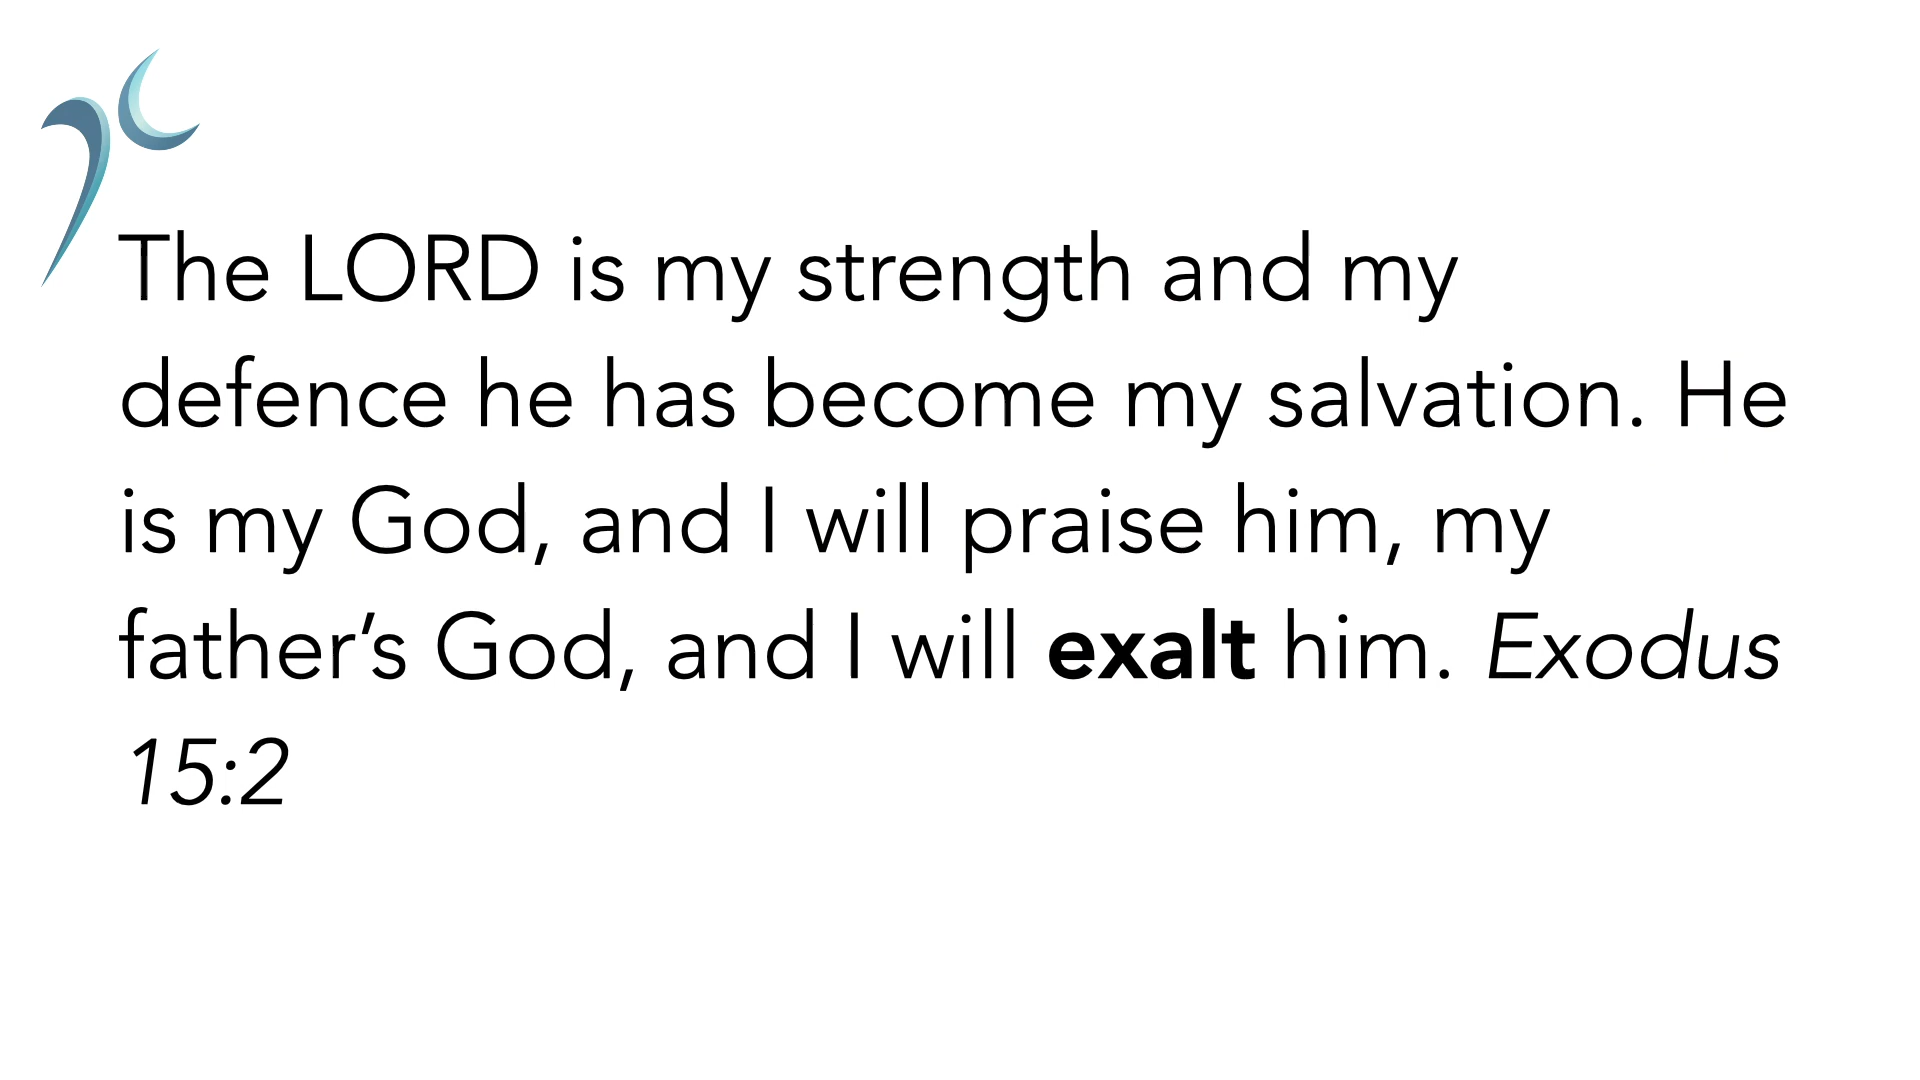 The LORD is my strength and my
defence he has become my salvation. He
is my God, and I will praise him, my
father’s God, and I will exalt him. Exodus
15:2